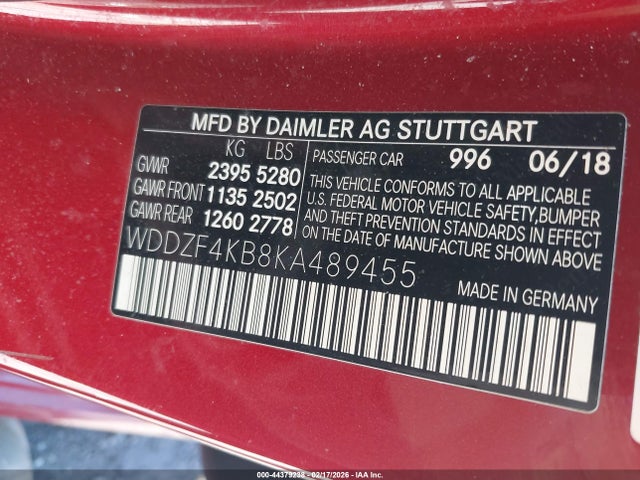 MFD BY DAIMLER AG STUTTGART
KG LBS
GVWR 2395 5280
GAWR FRONT 1135 2502
GAWR REAR 1260 2778
PASSENGER CAR 996 06/18
THIS VEHICLE CONFORMS TO ALL APPLICABLE
U.S. FEDERAL MOTOR VEHICLE SAFETY, BUMPER
AND THEFT PREVENTION STANDARDS IN EFFECT
ON THE DATE OF MANUFACTURE SHOWN ABOVE.
WDDZF4KB8KA489455
MADE IN GERMANY
000-44379238 - 02/17/2026 - IAAI.COM